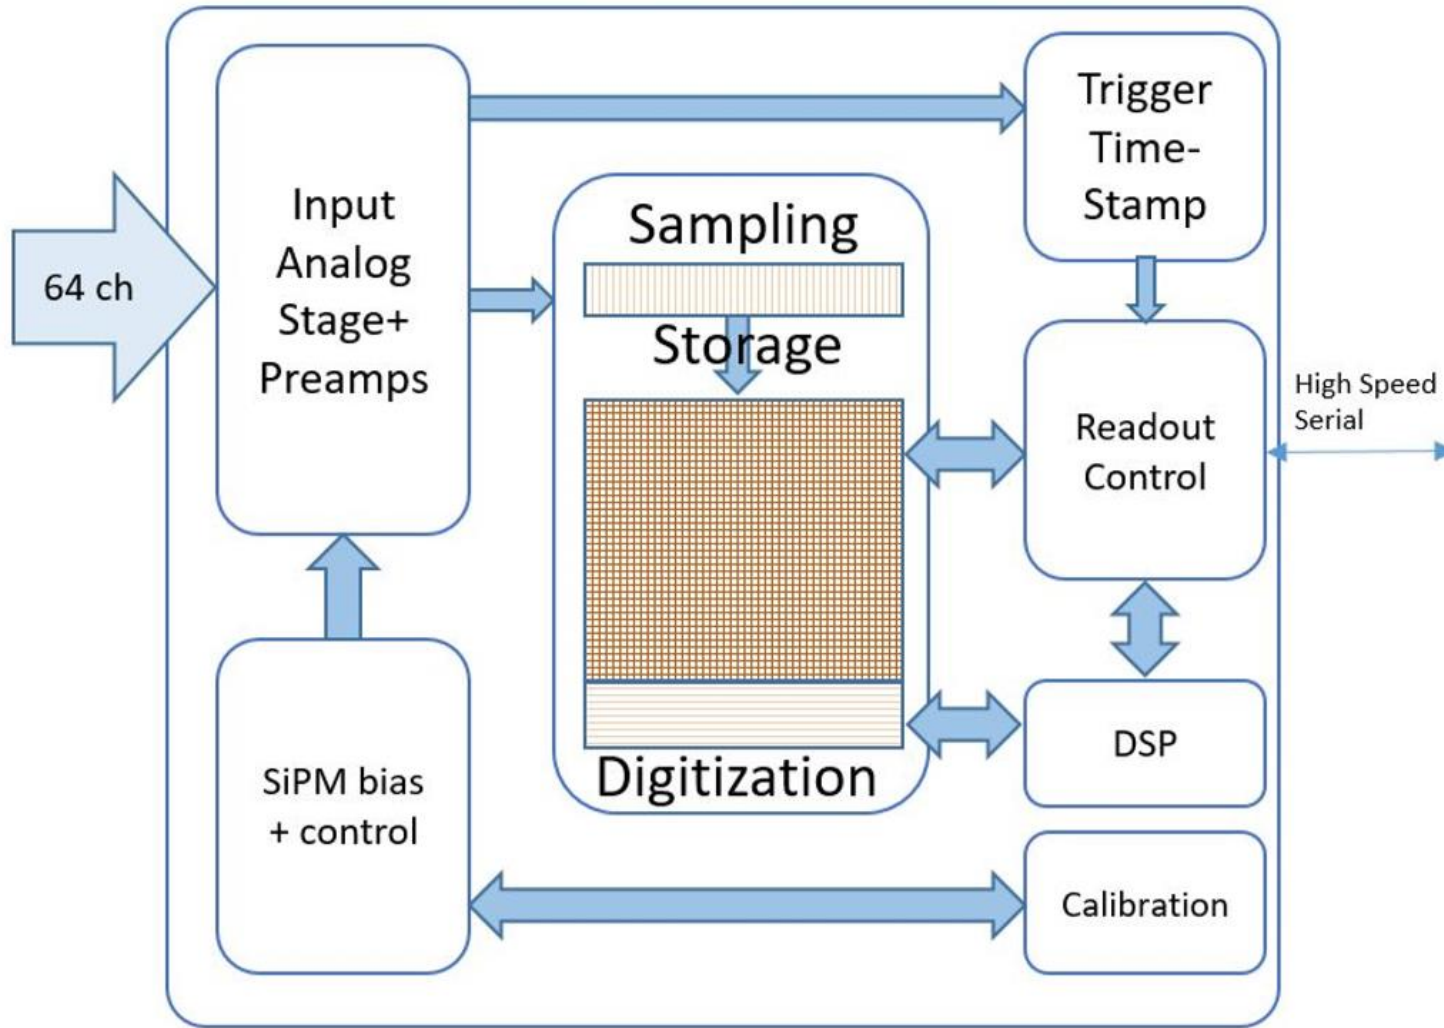 64 ch
Input
Analog
Stage+
Preamps
Sampling
Storage
Digitization
Trigger
Time-
Stamp
Readout
Control
High Speed
Serial
DSP
SiPM bias
+ control
Calibration